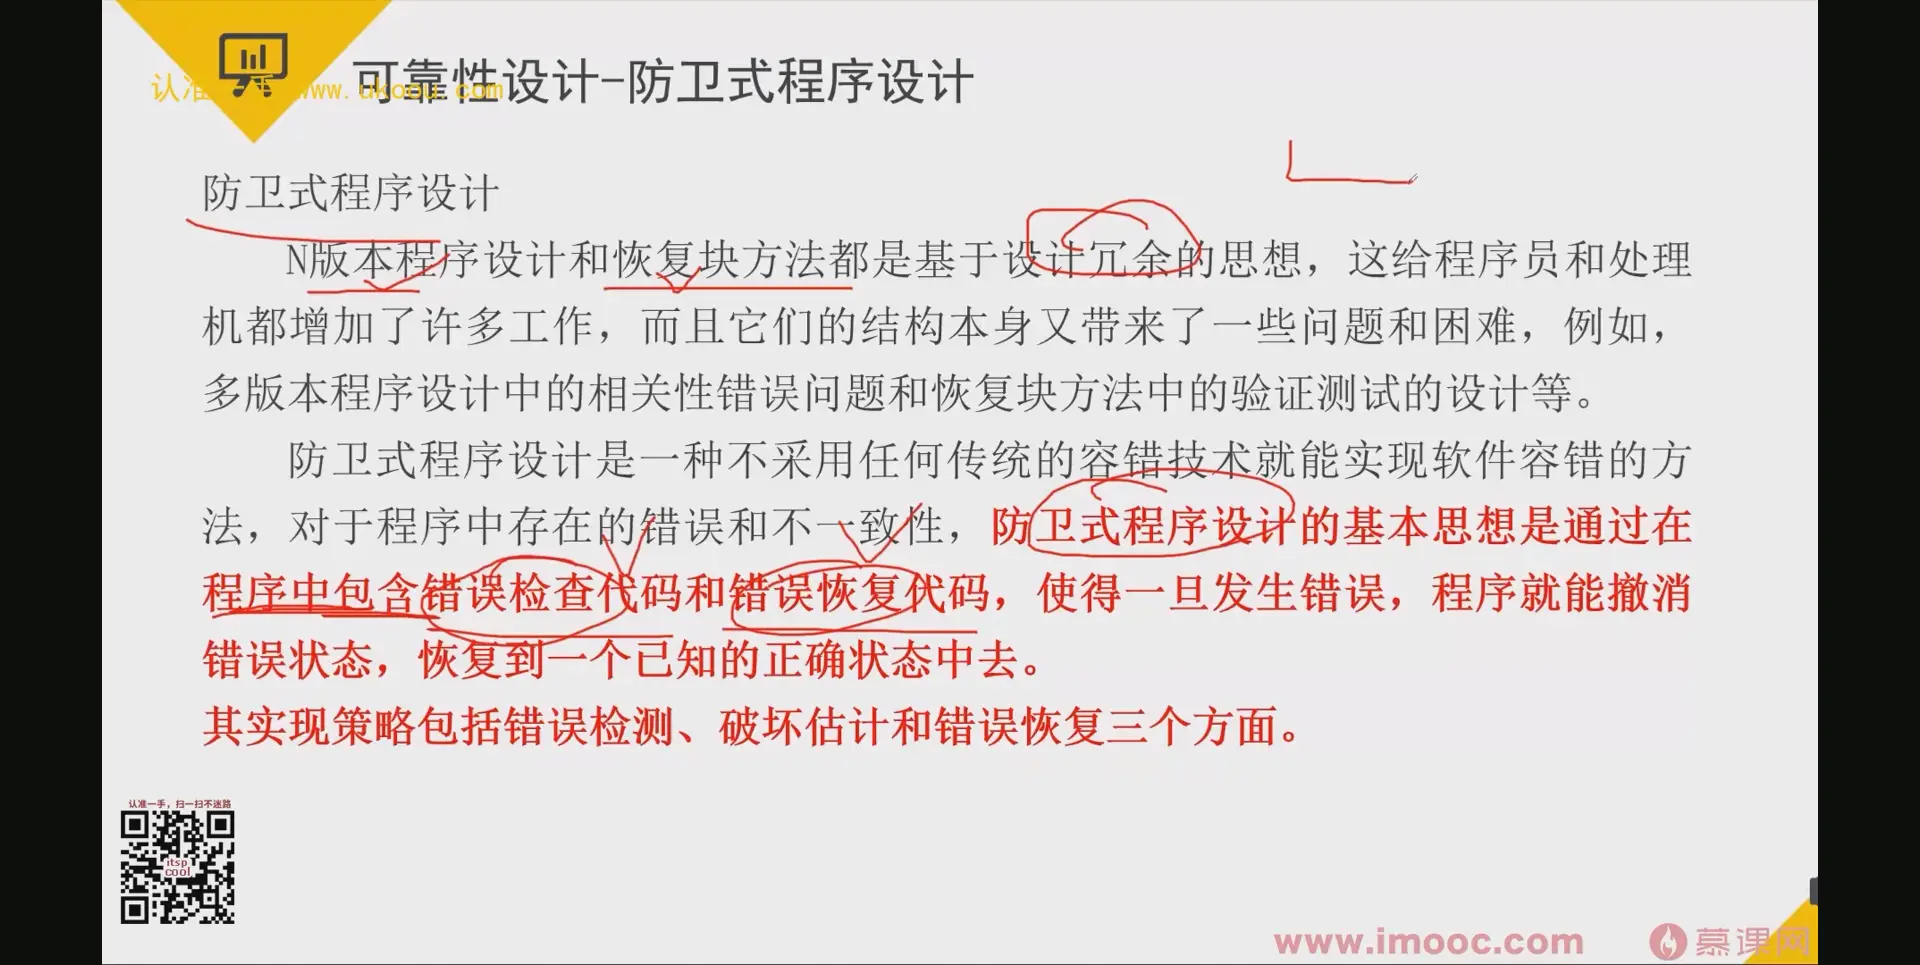 可靠性设计-防卫式程序设计
www.ukoou.com
防卫式程序设计
N版本程序设计和恢复块方法都是基于设计冗余的思想，这给程序员和处理
机都增加了许多工作，而且它们的结构本身又带来了一些问题和困难，例如，
多版本程序设计中的相关性错误问题和恢复块方法中的验证测试的设计等。
防卫式程序设计是一种不采用任何传统的容错技术就能实现软件容错的方
法，对于程序中存在的错误和不一致性，防卫式程序设计的基本思想是通过在
程序中包含错误检查代码和错误恢复代码，使得一旦发生错误，程序就能撤消
错误状态，恢复到一个已知的正确状态中去。
其实现策略包括错误检测、破坏估计和错误恢复三个方面。
认准一手，扫一扫不迷路
itsp
cool
www.imooc.com 慕课网